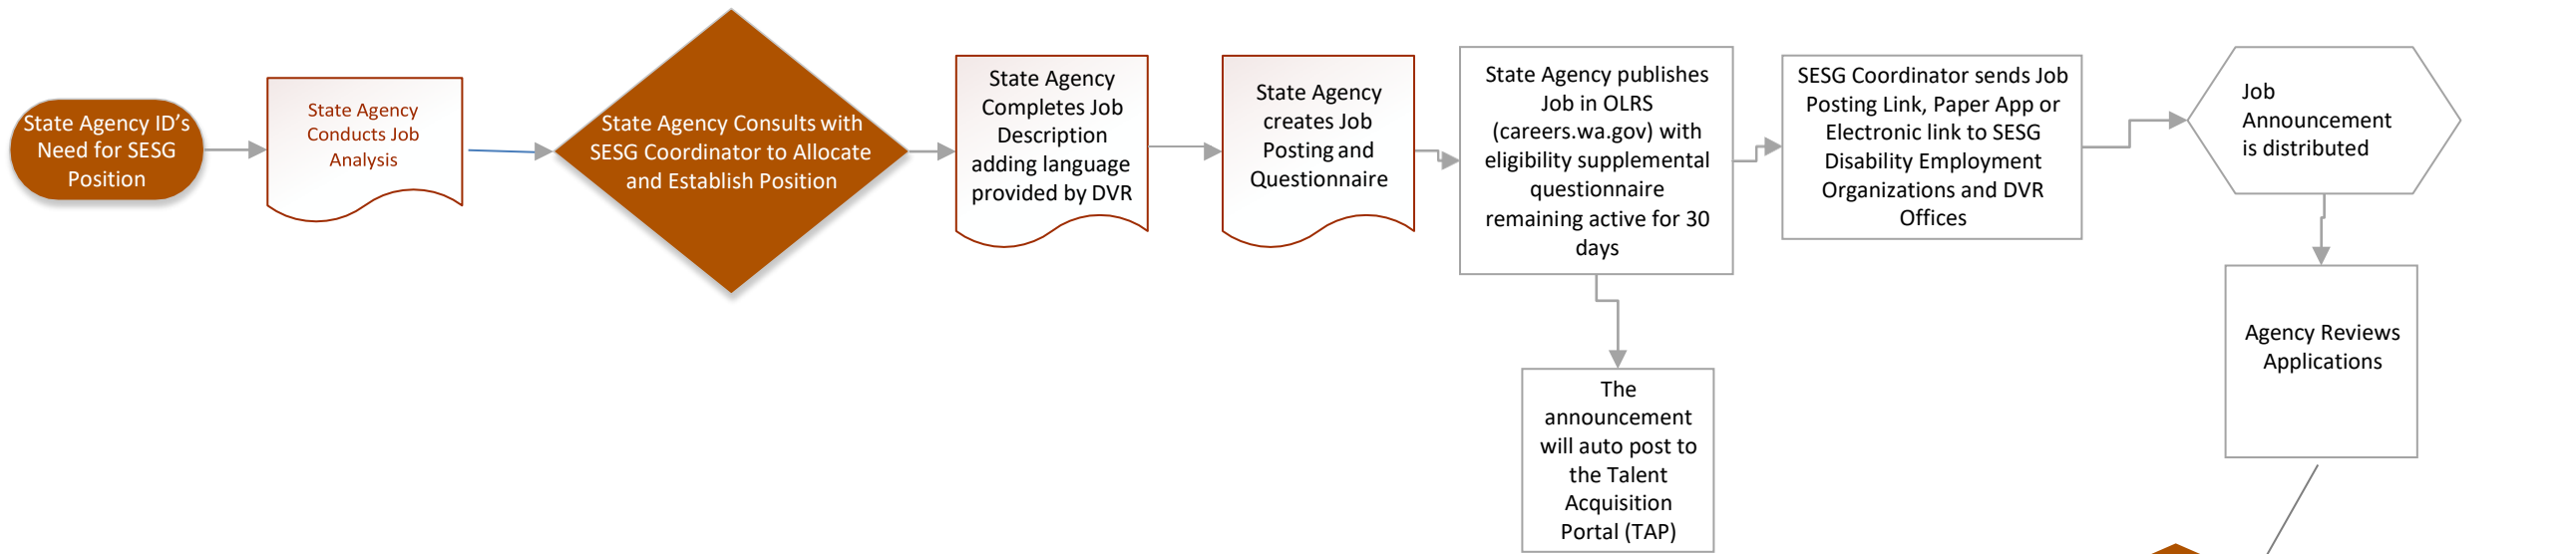 State Agency ID’s
Need for SESG
Position
State Agency
Conducts Job
Analysis
State Agency Consults with
SESG Coordinator to Allocate
and Establish Position
State Agency
Completes Job
Description
adding language
provided by DVR
State Agency
creates Job
Posting and
Questionnaire
State Agency publishes
Job in OLRS
(careers.wa.gov) with
eligibility supplemental
questionnaire
remaining active for 30
days
The
announcement
will auto post to
the Talent
Acquisition
Portal (TAP)
SESG Coordinator sends Job
Posting Link, Paper App or
Electronic link to SESG
Disability Employment
Organizations and DVR
Offices
Job
Announcement
is distributed
Agency Reviews
Applications